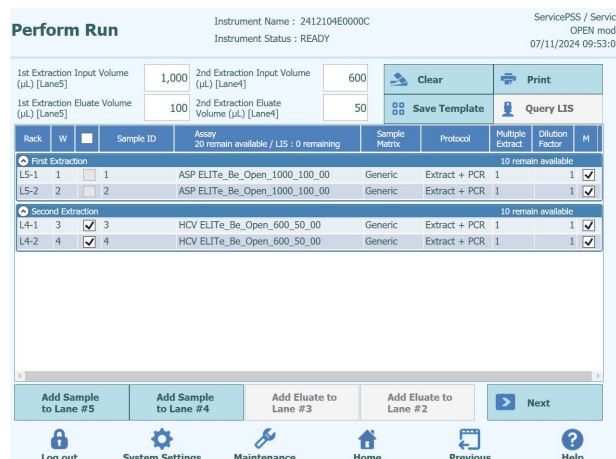 Perform Run
Instrument Name : 2412104E0000C
Instrument Status : READY
ServicePSS / Servic
OPEN mod
07/11/2024 09:53:0
1st Extraction Input Volume
(µL) [Lane5]
1,000
2nd Extraction Input Volume
(µL) [Lane4]
600
Clear
Print
1st Extraction Eluate Volume
(µL) [Lane5]
100
2nd Extraction Eluate
Volume (µL) [Lane4]
50
Save Template
Query LIS
Rack W Sample ID Assay
20 remain available / LIS : 0 remaining Sample
Matrix Protocol Multiple
Extract Dilution
Factor M
First Extraction 10 remain available
L5-1 1 1 ASP ELITe_Be_Open_1000_100_00 Generic Extract + PCR 1 1
L5-2 2 2 ASP ELITe_Be_Open_1000_100_00 Generic Extract + PCR 1 1
Second Extraction 10 remain available
L4-1 3 3 HCV ELITe_Be_Open_600_50_00 Generic Extract + PCR 1 1
L4-2 4 4 HCV ELITe_Be_Open_600_50_00 Generic Extract + PCR 1 1
Add Sample
to Lane #5
Add Sample
to Lane #4
Add Eluate to
Lane #3
Add Eluate to
Lane #2
Next
Log out System Settings Maintenance Home Previous Help